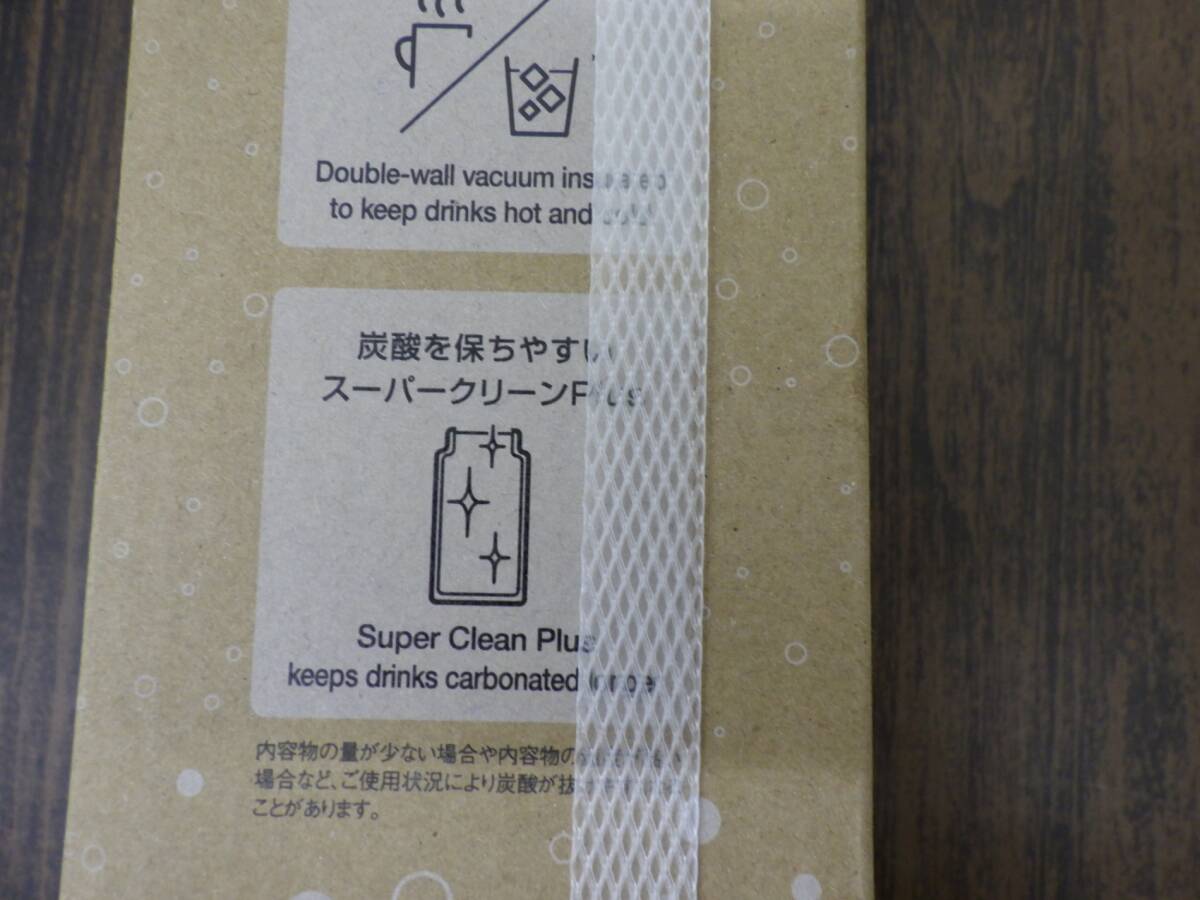 Double-wall vacuum insulated
to keep drinks hot and cold
炭酸を保ちやすい
スーパークリーンPlus
Super Clean Plus
keeps drinks carbonated longer
内容物の量が少ない場合や内容物の
場合など、ご使用状況により炭酸が抜
ことがあります。